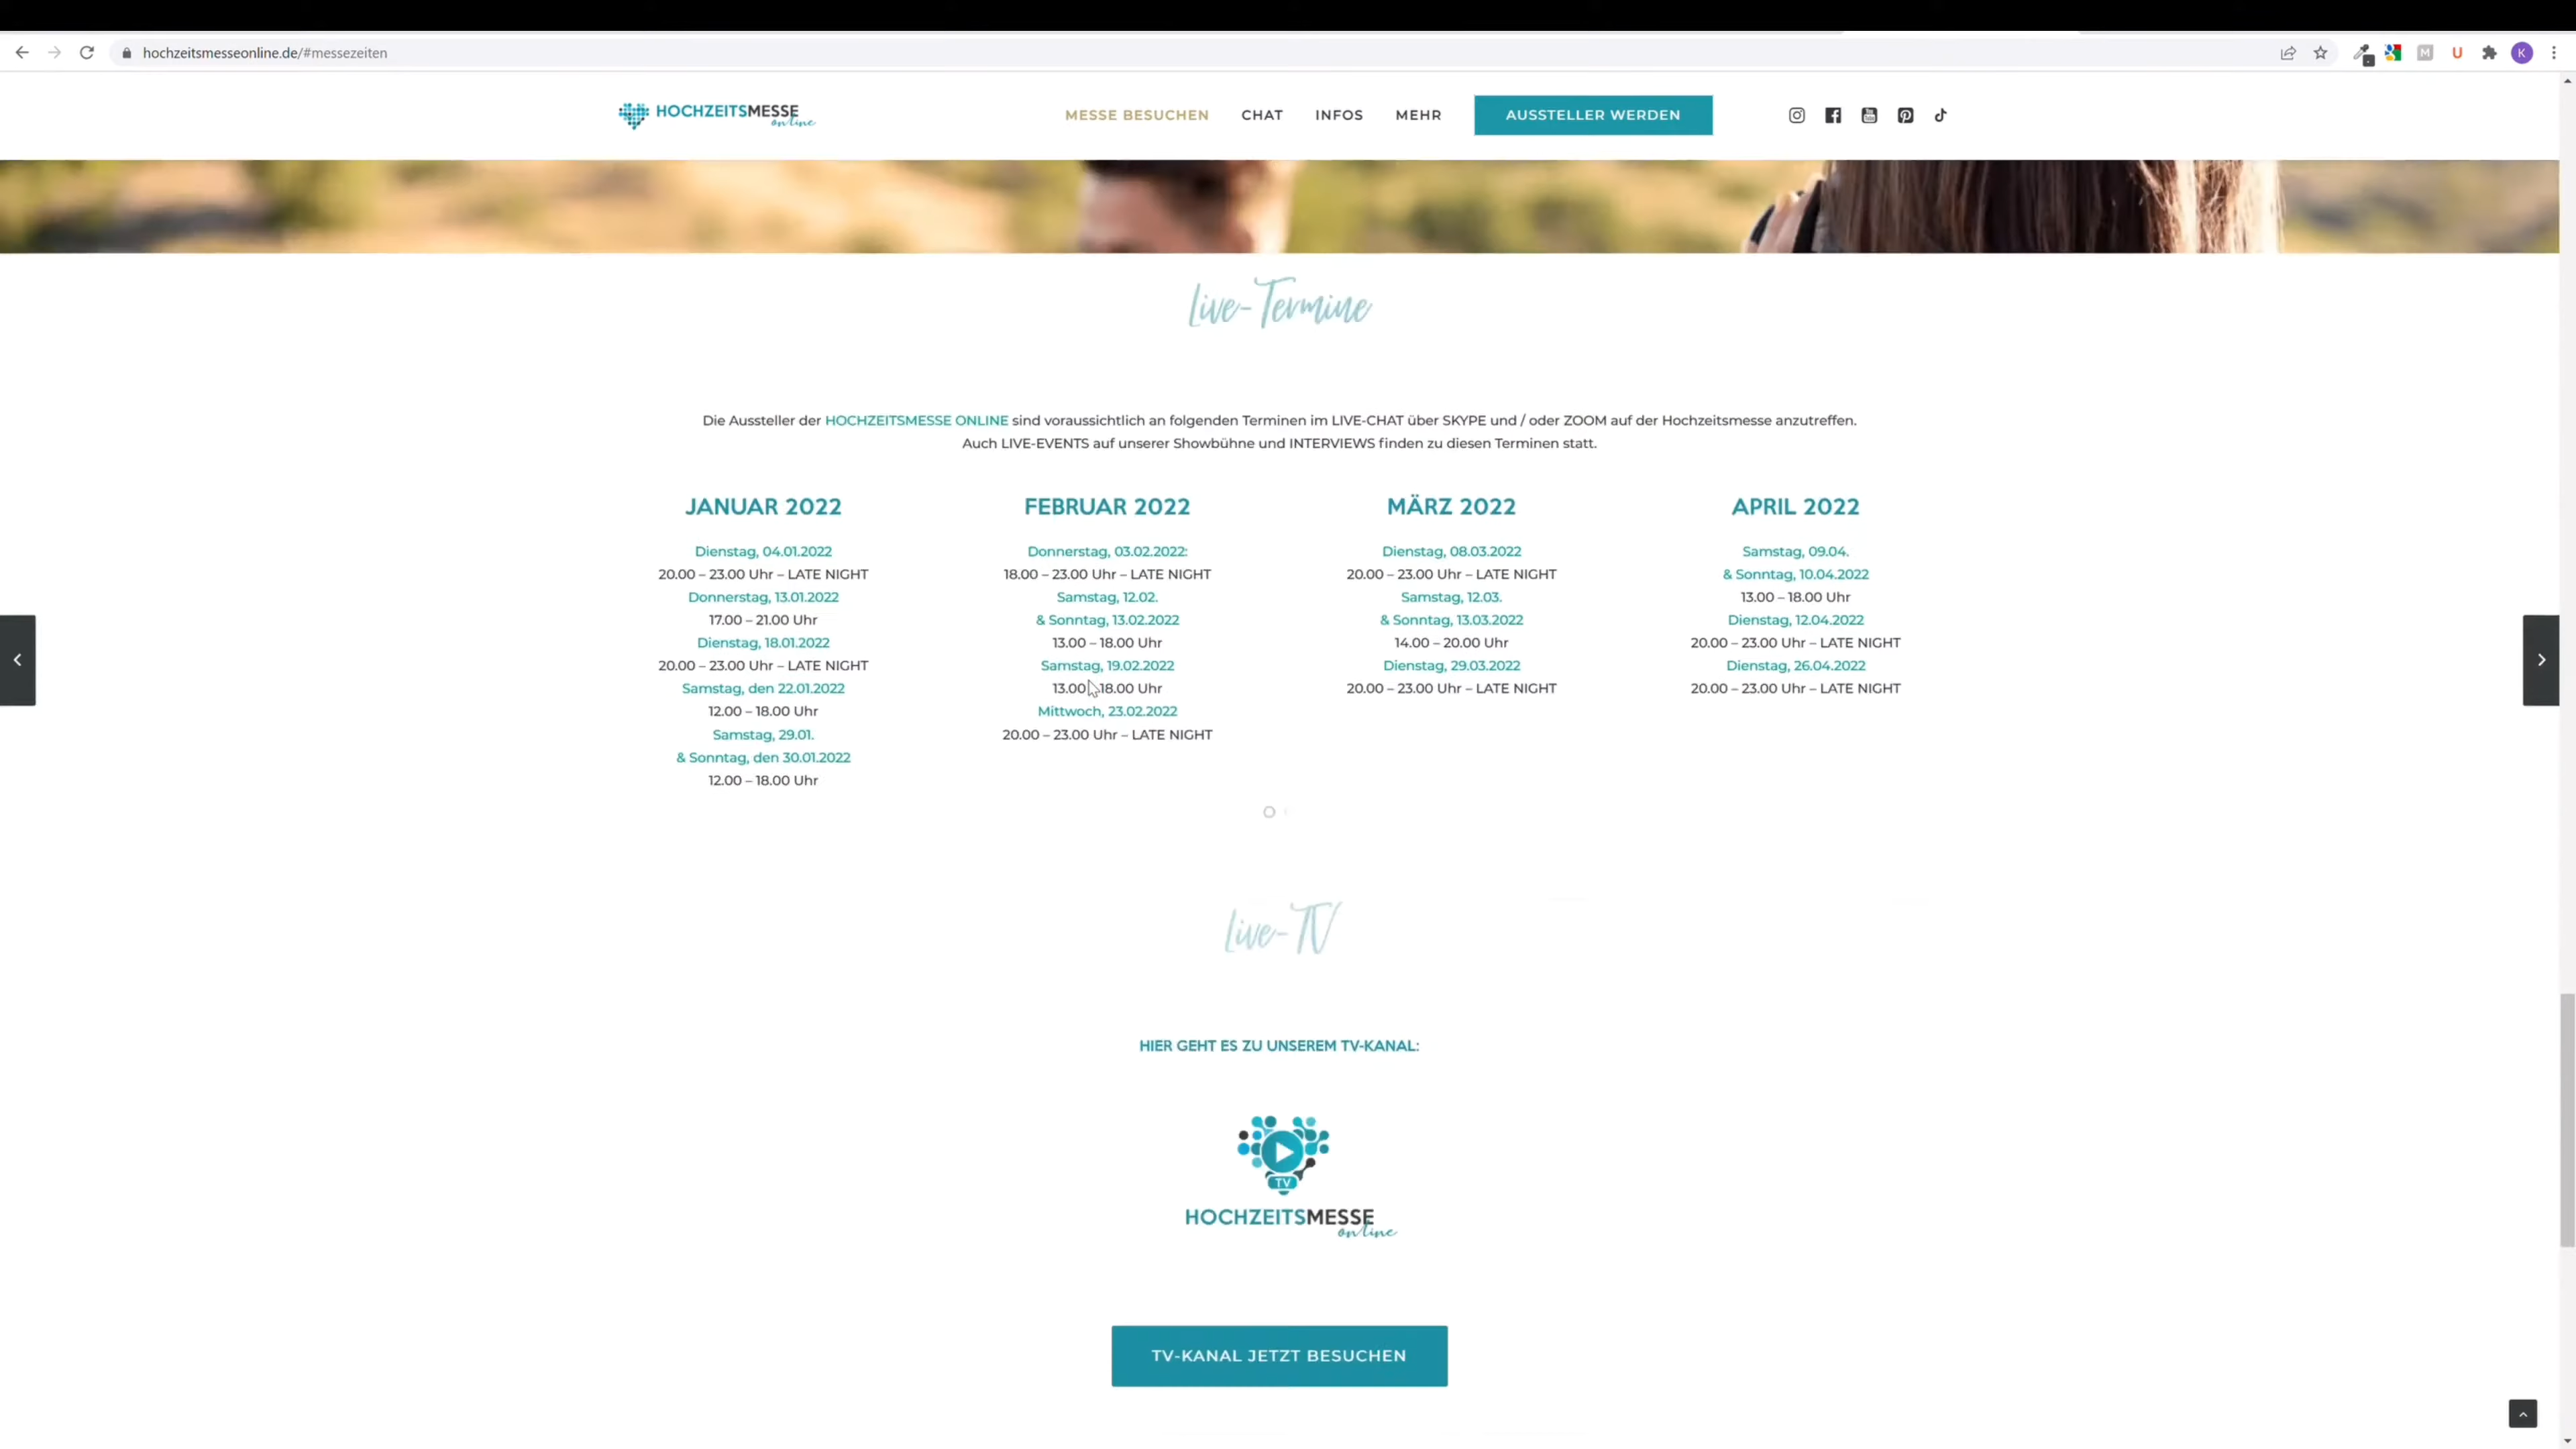 hochzeitsmesseonline.de/#messezeiten
M
U
K
HOCHZEITSMESSE
online
MESSE BESUCHEN
CHAT
INFOS
MEHR
AUSSTELLER WERDEN
Live-Termine
Die Aussteller der HOCHZEITSMESSE ONLINE sind voraussichtlich an folgenden Terminen im LIVE-CHAT über SKYPE und / oder ZOOM auf der Hochzeitsmesse anzutreffen.
Auch LIVE-EVENTS auf unserer Showbühne und INTERVIEWS finden zu diesen Terminen statt.
JANUAR 2022
Dienstag, 04.01.2022
20.00 – 23.00 Uhr – LATE NIGHT
Donnerstag, 13.01.2022
17.00 – 21.00 Uhr
Dienstag, 18.01.2022
20.00 – 23.00 Uhr – LATE NIGHT
Samstag, den 22.01.2022
12.00 – 18.00 Uhr
Samstag, 29.01.
& Sonntag, den 30.01.2022
12.00 – 18.00 Uhr
FEBRUAR 2022
Donnerstag, 03.02.2022:
18.00 – 23.00 Uhr – LATE NIGHT
Samstag, 12.02.
& Sonntag, 13.02.2022
13.00 – 18.00 Uhr
Samstag, 19.02.2022
13.00 – 18.00 Uhr
Mittwoch, 23.02.2022
20.00 – 23.00 Uhr – LATE NIGHT
MÄRZ 2022
Dienstag, 08.03.2022
20.00 – 23.00 Uhr – LATE NIGHT
Samstag, 12.03.
& Sonntag, 13.03.2022
14.00 – 20.00 Uhr
Dienstag, 29.03.2022
20.00 – 23.00 Uhr – LATE NIGHT
APRIL 2022
Samstag, 09.04.
& Sonntag, 10.04.2022
13.00 – 18.00 Uhr
Dienstag, 12.04.2022
20.00 – 23.00 Uhr – LATE NIGHT
Dienstag, 26.04.2022
20.00 – 23.00 Uhr – LATE NIGHT
Live-TV
HIER GEHT ES ZU UNSEREM TV-KANAL:
TV
HOCHZEITSMESSE
online
TV-KANAL JETZT BESUCHEN